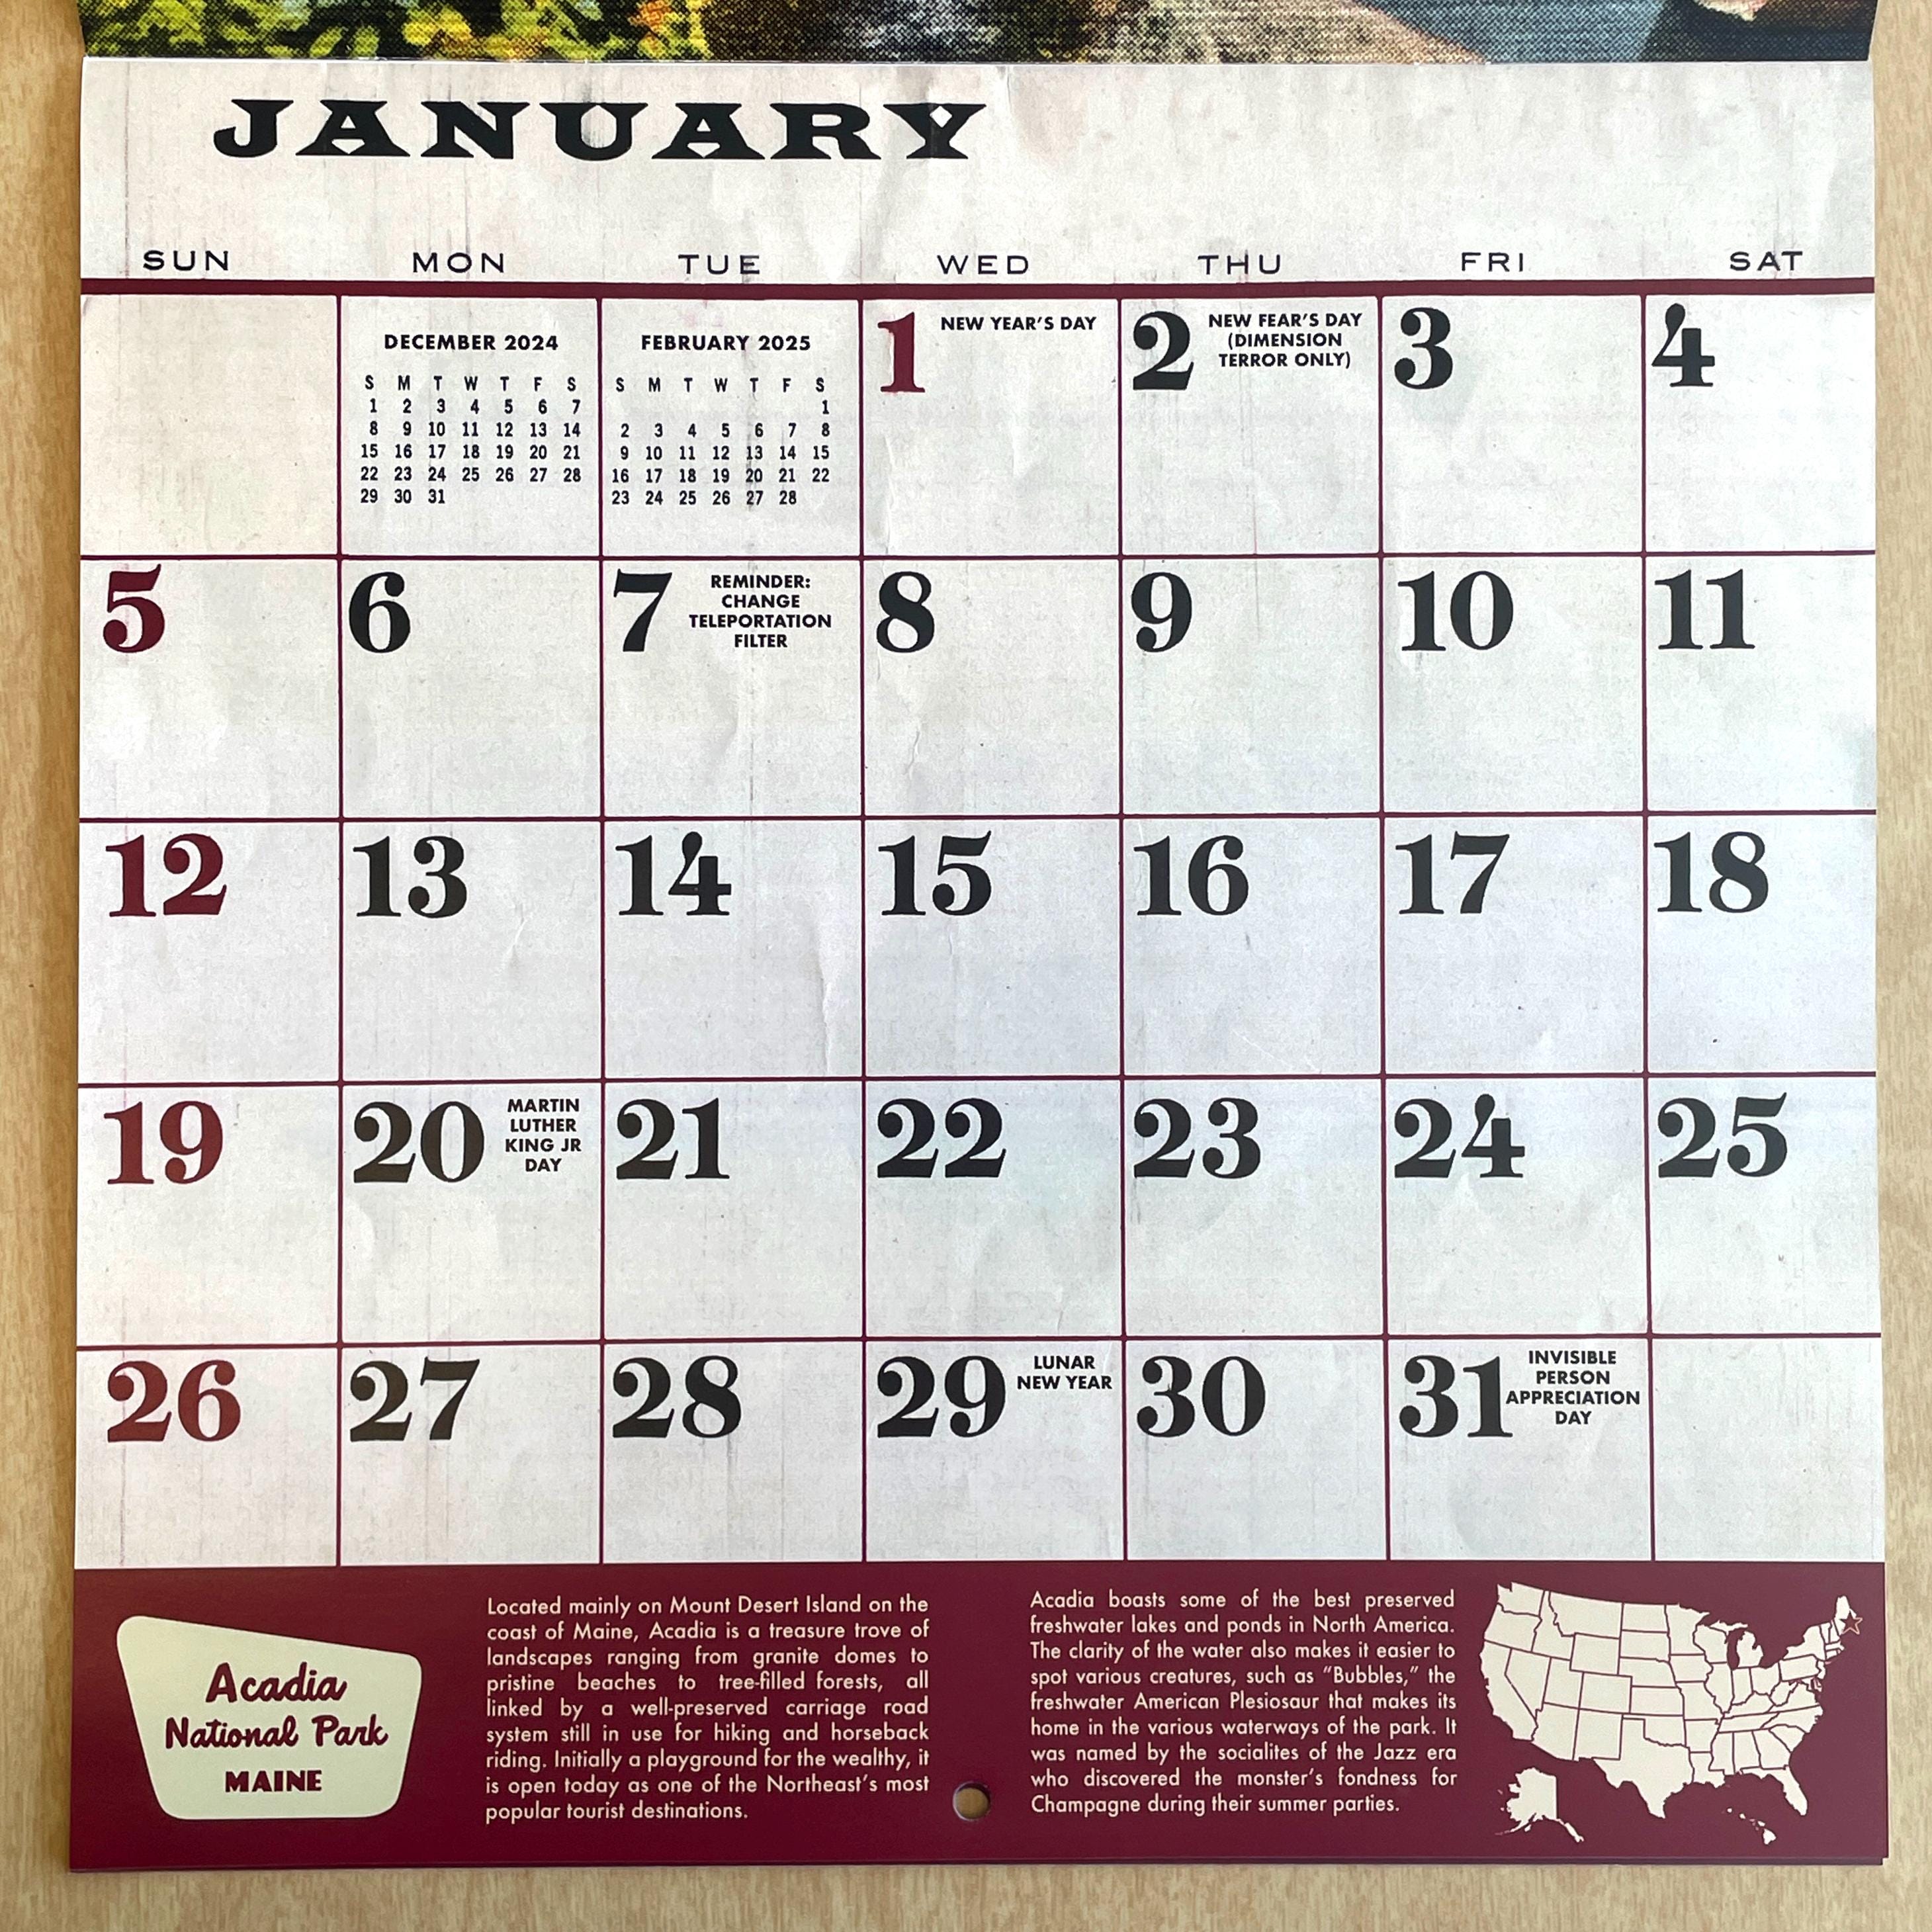 JANUARY
SUN MON TUE WED THU FRI SAT
DECEMBER 2024
S M T W T F S
1 2 3 4 5 6 7
8 9 10 11 12 13 14
15 16 17 18 19 20 21
22 23 24 25 26 27 28
29 30 31
FEBRUARY 2025
S M T W T F S
1
2 3 4 5 6 7 8
9 10 11 12 13 14 15
16 17 18 19 20 21 22
23 24 25 26 27 28
1 NEW YEAR'S DAY
2 NEW FEAR'S DAY
(DIMENSION
TERROR ONLY)
3
4
5
6
7 REMINDER:
CHANGE
TELEPORTATION
FILTER
8
9
10
11
12
13
14
15
16
17
18
19
20 MARTIN
LUTHER
KING JR
DAY
21
22
23
24
25
26
27
28
29 LUNAR
NEW YEAR
30
31 INVISIBLE
PERSON
APPRECIATION
DAY
Acadia
National Park
MAINE
Located mainly on Mount Desert Island on the
coast of Maine, Acadia is a treasure trove of
landscapes ranging from granite domes to
pristine beaches to tree-filled forests, all
linked by a well-preserved carriage road
system still in use for hiking and horseback
riding. Initially a playground for the wealthy, it
is open today as one of the Northeast's most
popular tourist destinations.
Acadia boasts some of the best preserved
freshwater lakes and ponds in North America.
The clarity of the water also makes it easier to
spot various creatures, such as "Bubbles," the
freshwater American Plesiosaur that makes its
home in the various waterways of the park. It
was named by the socialites of the Jazz era
who discovered the monster's fondness for
Champagne during their summer parties.